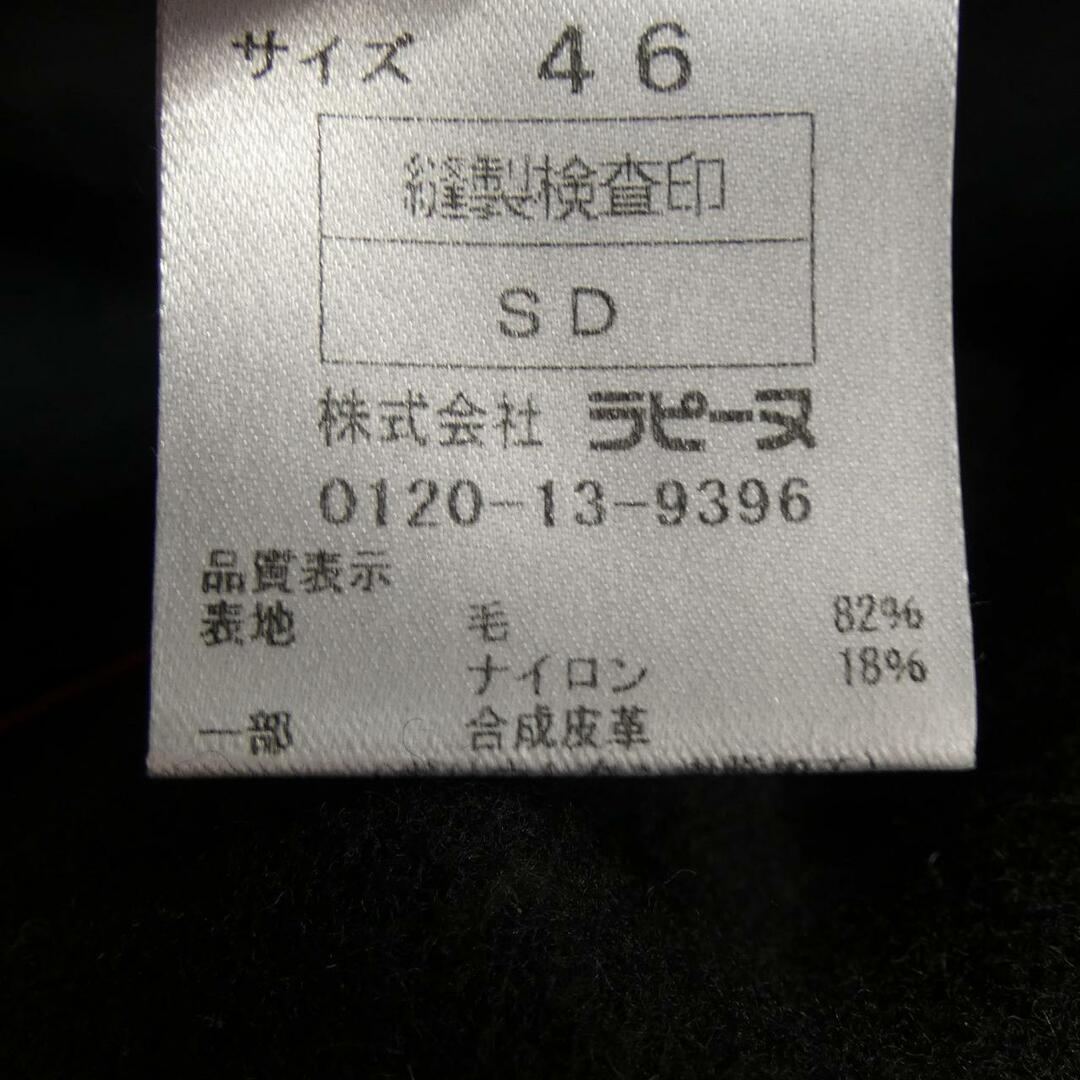 サイズ 46
縫製検査印
SD
株式会社 ラピーヌ
0120-13-9396
品質表示
表地 毛 82%
ナイロン 18%
一部 合成皮革